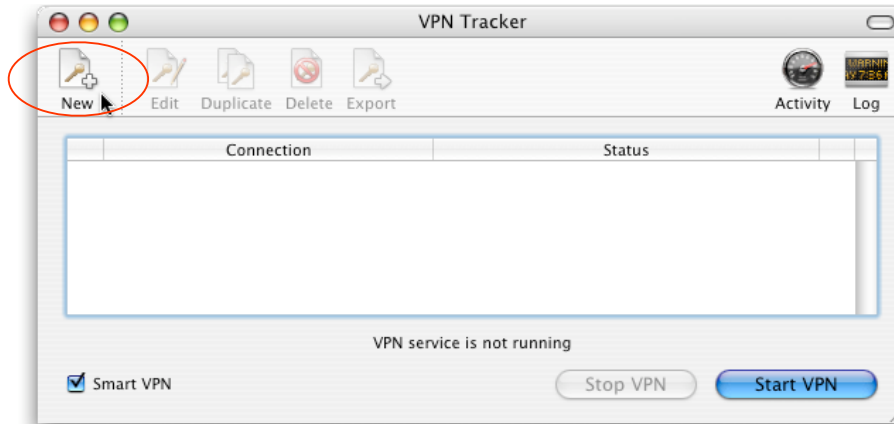 VPN Tracker
New Edit Duplicate Delete Export Activity Log
Connection Status
VPN service is not running
Smart VPN Stop VPN Start VPN